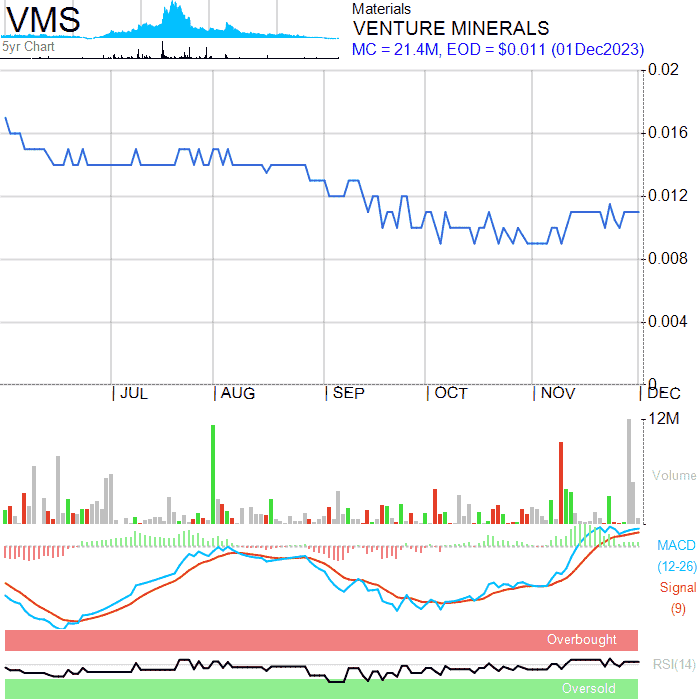 VMS
5yr Chart
Materials
VENTURE MINERALS
MC = 21.4M, EOD = $0.011 (01Dec2023)
0.02
0.016
0.012
0.008
0.004
0
JUL AUG SEP OCT NOV DEC
12M
Volume
MACD
(12-26)
Signal
(9)
Overbought
RSI(14)
Oversold